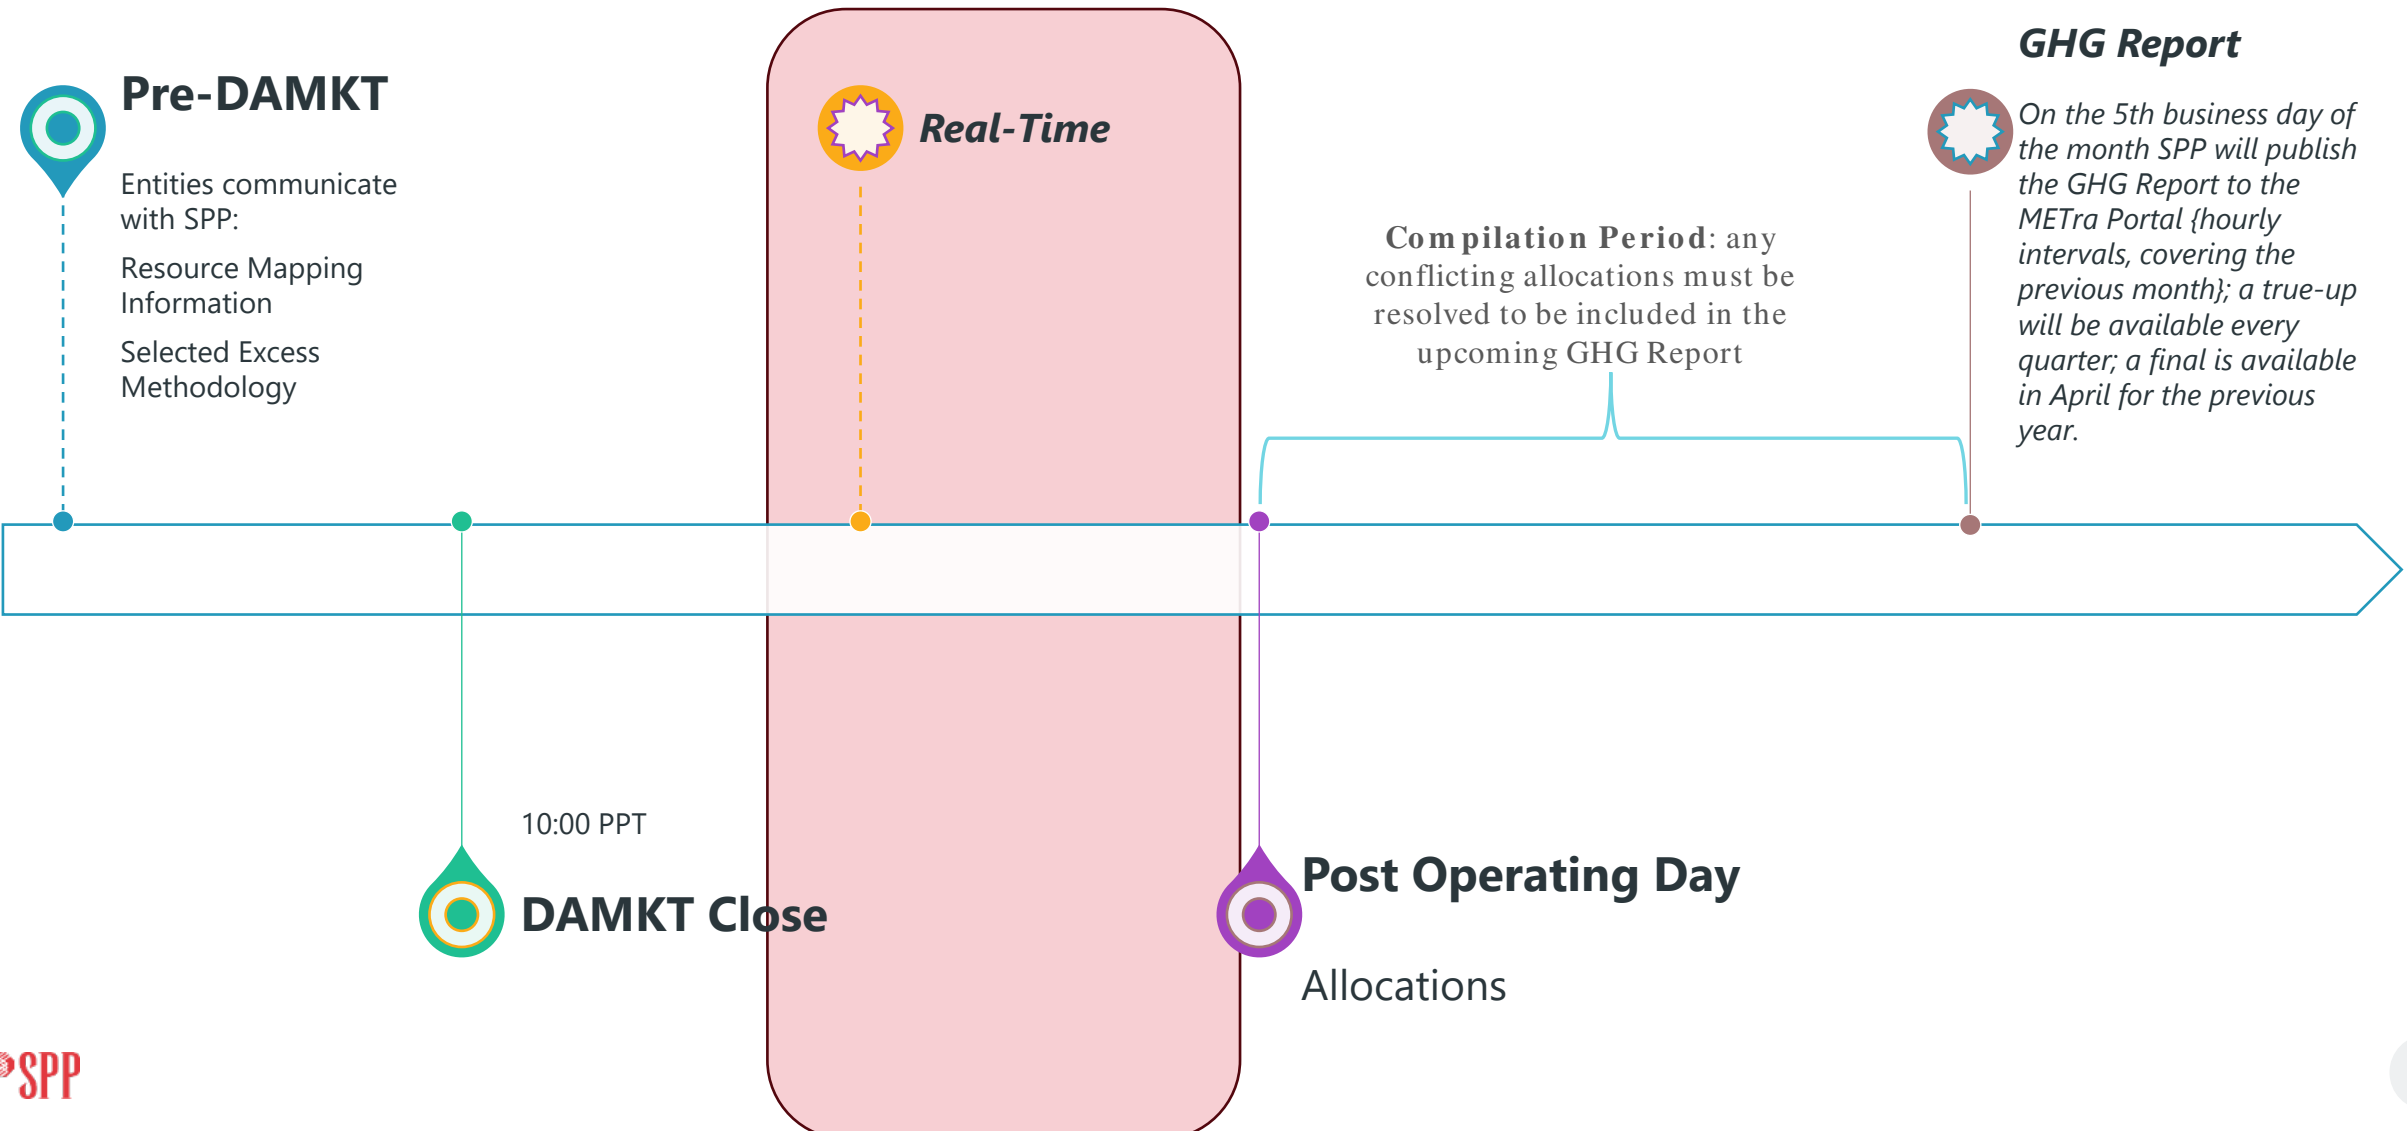 Pre-DAMKT
Entities communicate
with SPP:
Resource Mapping
Information
Selected Excess
Methodology
10:00 PPT
DAMKT Close
Real-Time
Compilation Period: any
conflicting allocations must be
resolved to be included in the
upcoming GHG Report
Post Operating Day
Allocations
GHG Report
On the 5th business day of
the month SPP will publish
the GHG Report to the
METra Portal {hourly
intervals, covering the
previous month}; a true-up
will be available every
quarter; a final is available
in April for the previous
year.
SPP